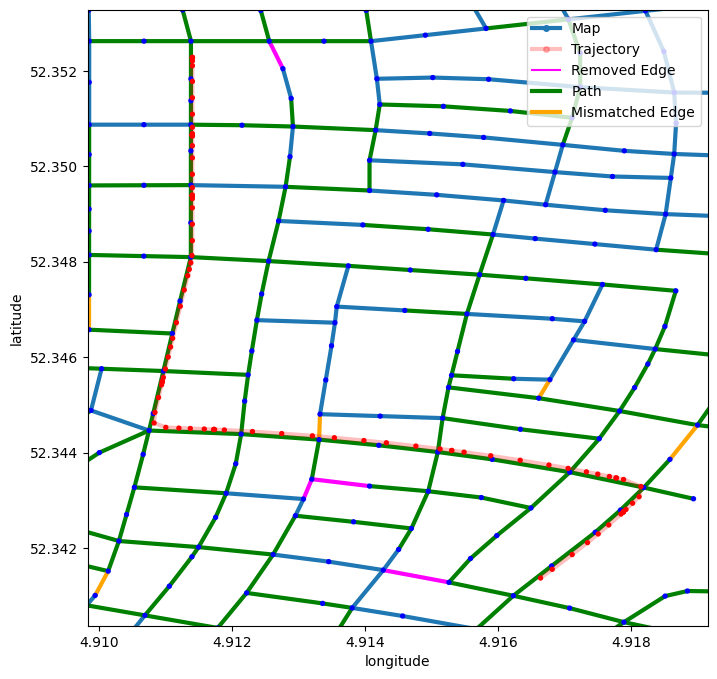 Map
Trajectory
Removed Edge
Path
Mismatched Edge
52.352
52.350
52.348
52.346
52.344
52.342
latitude
4.910 4.912 4.914 4.916 4.918
longitude